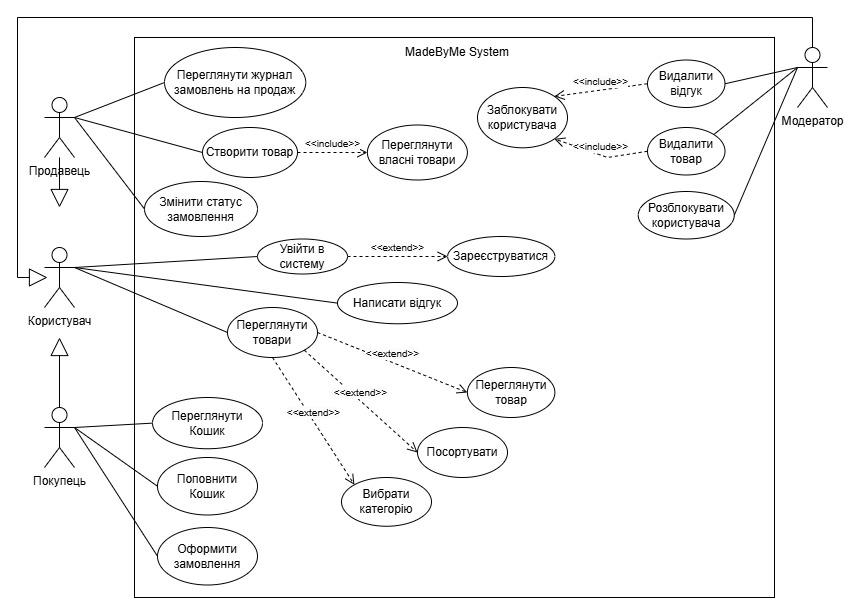 MadeByMe System
Переглянути журнал
замовлень на продаж
Видалити
відгук
<<include>>
Заблокувати
користувача
Модератор
Створити товар
<<include>>
Переглянути
власні товари
<<include>>
Видалити
товар
Продавець
Змінити статус
замовлення
Розблокувати
користувача
Увійти в
систему
<<extend>>
Зареєструватися
Написати відгук
Користувач
Переглянути
товари
<<extend>>
Переглянути
товар
<<extend>>
<<extend>>
Переглянути
Кошик
Посортувати
Покупець
Поповнити
Кошик
Вибрати
категорію
Оформити
замовлення